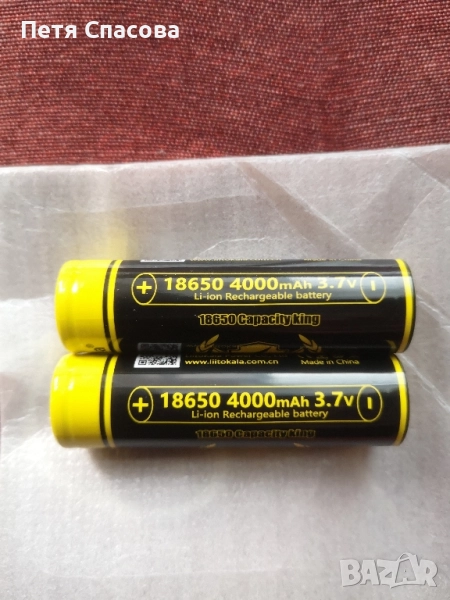 Петя Спасова
+ 18650 4000mAh 3.7V -
Li-ion Rechargeable battery
18650 Capacity king
www.liitokala.com.cn Made in China
+ 18650 4000mAh 3.7V -
Li-ion Rechargeable battery
18650 Capacity king
BAZAR